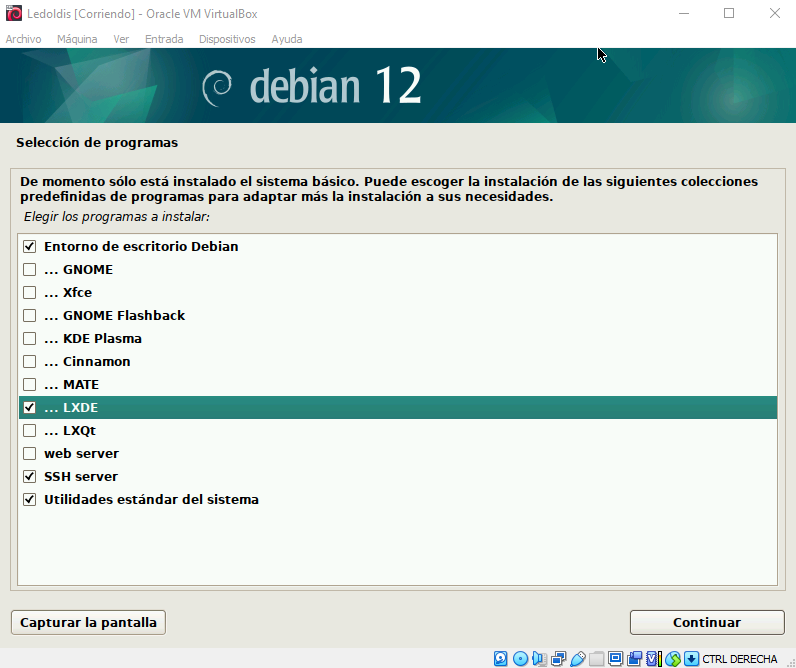 Ledoldis [Corriendo] - Oracle VM VirtualBox
Archivo Máquina Ver Entrada Dispositivos Ayuda
debian 12
Selección de programas
De momento sólo está instalado el sistema básico. Puede escoger la instalación de las siguientes colecciones
predefinidas de programas para adaptar más la instalación a sus necesidades.
Elegir los programas a instalar:
Entorno de escritorio Debian
... GNOME
... Xfce
... GNOME Flashback
... KDE Plasma
... Cinnamon
... MATE
... LXDE
... LXQt
web server
SSH server
Utilidades estándar del sistema
Capturar la pantalla Continuar
CTRL DERECHA